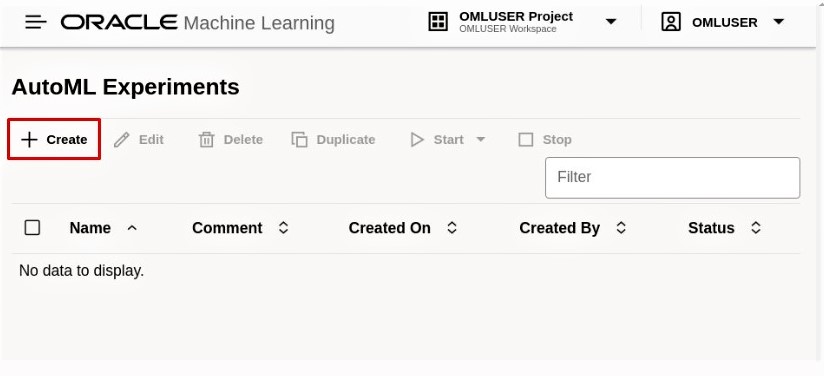 ORACLE Machine Learning
OMLUSER Project
OMLUSER Workspace
OMLUSER
AutoML Experiments
Create Edit Delete Duplicate Start Stop
Filter
Name Comment Created On Created By Status
No data to display.